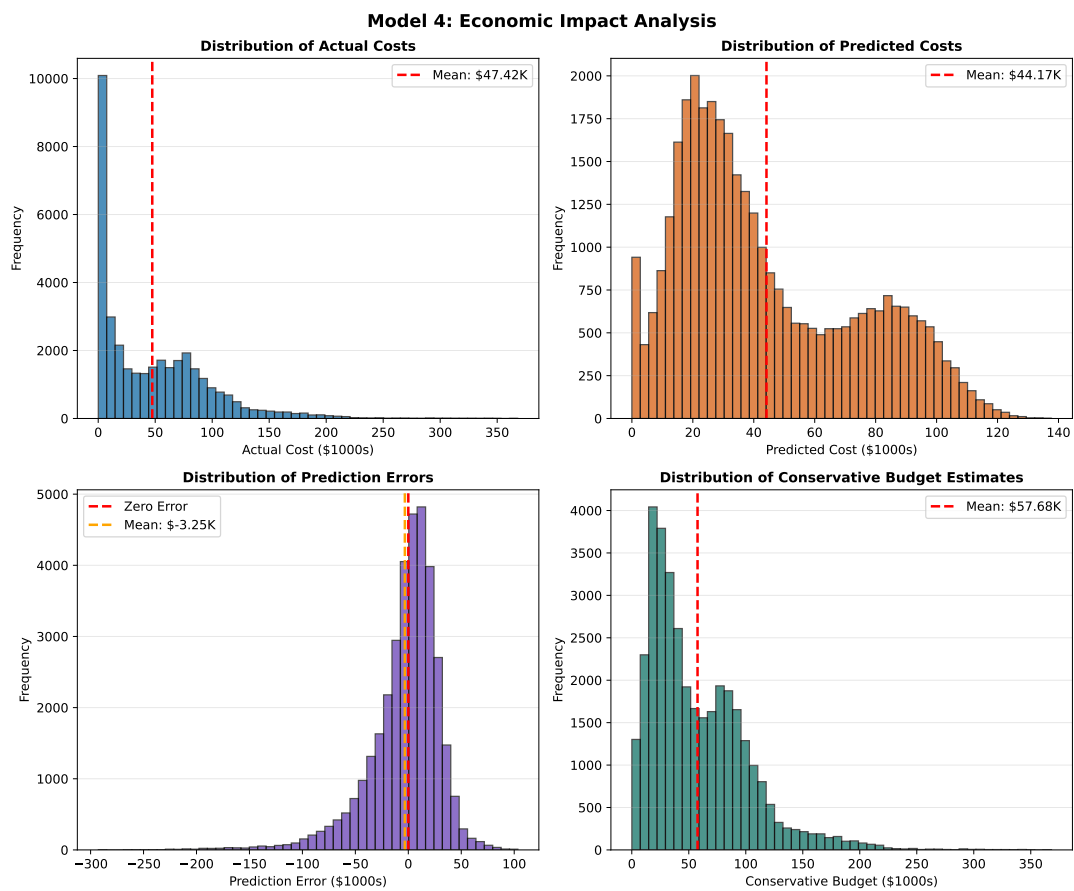 Model 4: Economic Impact Analysis
Distribution of Actual Costs
Mean: $47.42K
10000
8000
6000
4000
2000
0
Frequency
0 50 100 150 200 250 300 350
Actual Cost ($1000s)
Distribution of Predicted Costs
Mean: $44.17K
2000
1750
1500
1250
1000
750
500
250
0
Frequency
0 20 40 60 80 100 120 140
Predicted Cost ($1000s)
Distribution of Prediction Errors
Zero Error
Mean: $-3.25K
5000
4000
3000
2000
1000
0
Frequency
−300 −250 −200 −150 −100 −50 0 50 100
Prediction Error ($1000s)
Distribution of Conservative Budget Estimates
Mean: $57.68K
4000
3500
3000
2500
2000
1500
1000
500
0
Frequency
0 50 100 150 200 250 300 350
Conservative Budget ($1000s)